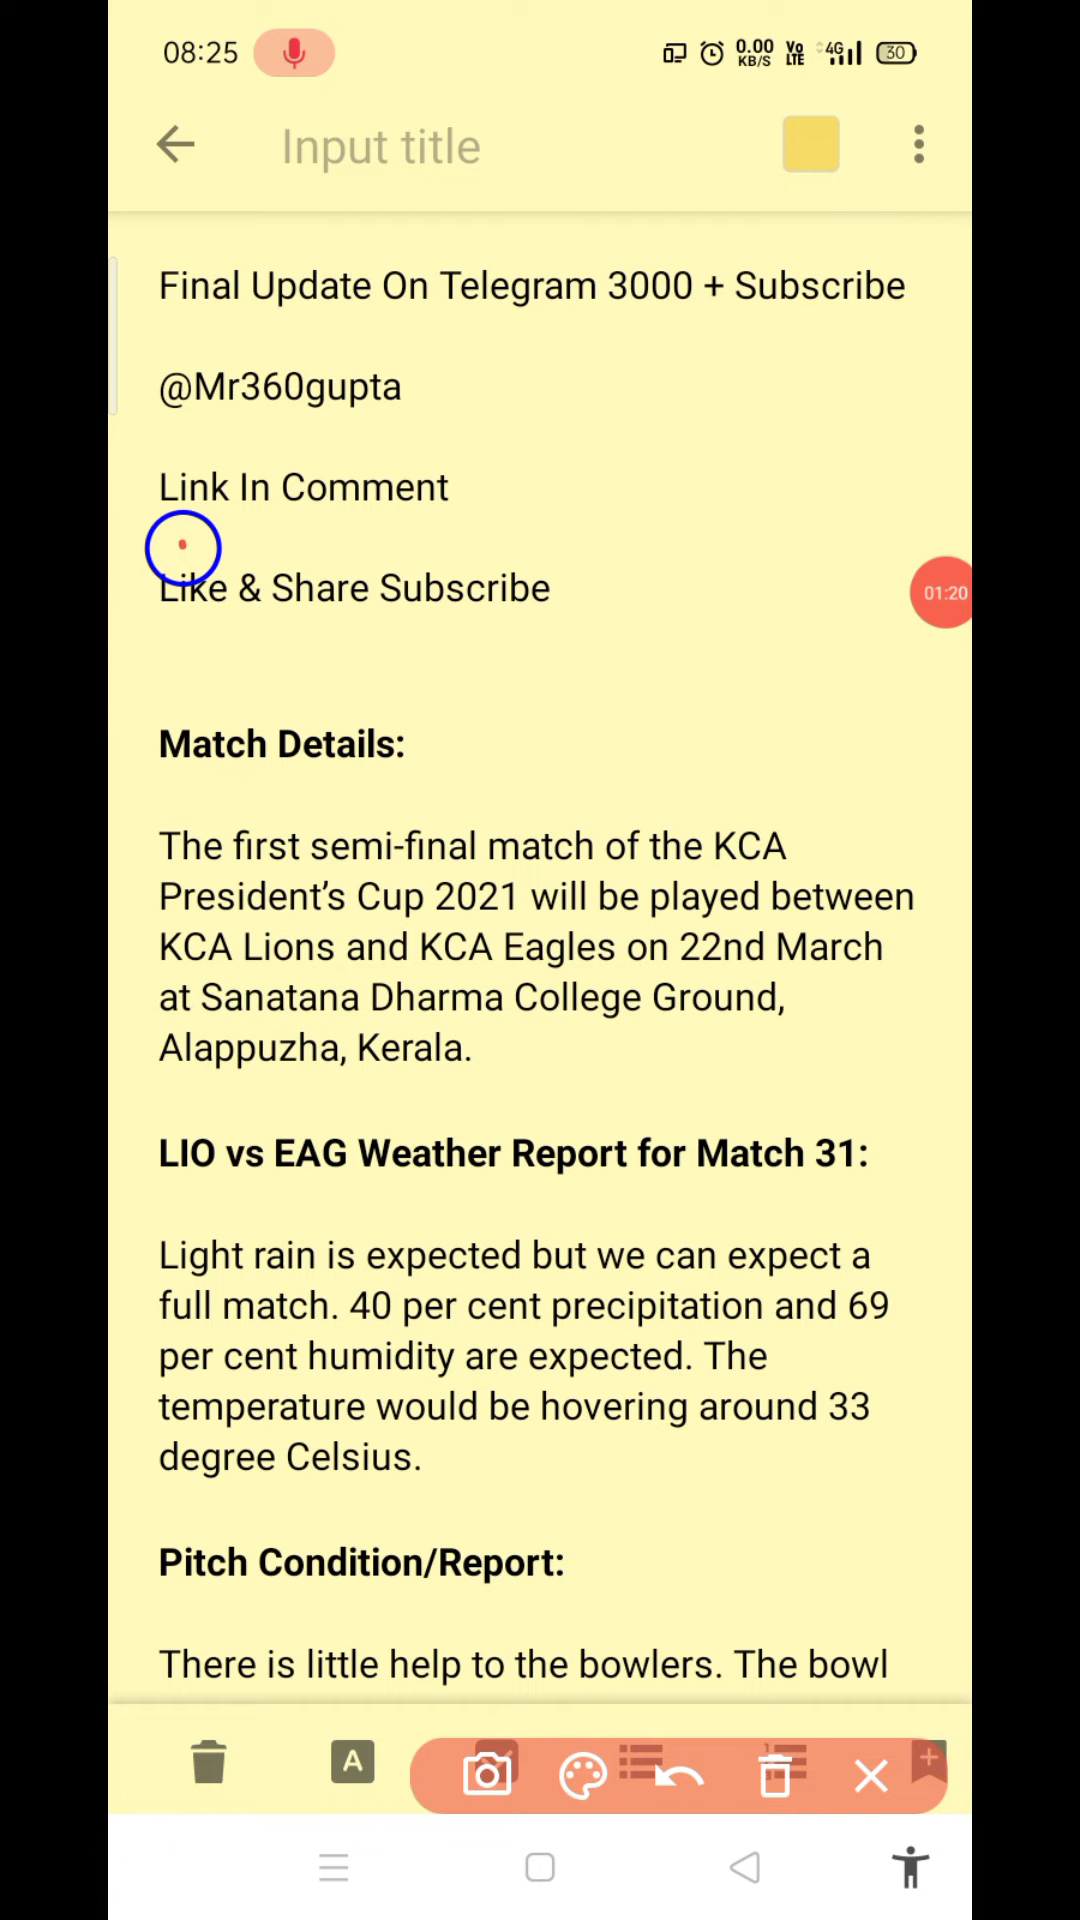 08:25
0.00 KB/S
Vo LTE
4G
30
Input title
Final Update On Telegram 3000 + Subscribe
@Mr360gupta
Link In Comment
Like & Share Subscribe
01:20
Match Details:
The first semi-final match of the KCA
President's Cup 2021 will be played between
KCA Lions and KCA Eagles on 22nd March
at Sanatana Dharma College Ground,
Alappuzha, Kerala.
LIO vs EAG Weather Report for Match 31:
Light rain is expected but we can expect a
full match. 40 per cent precipitation and 69
per cent humidity are expected. The
temperature would be hovering around 33
degree Celsius.
Pitch Condition/Report:
There is little help to the bowlers. The bowl
A